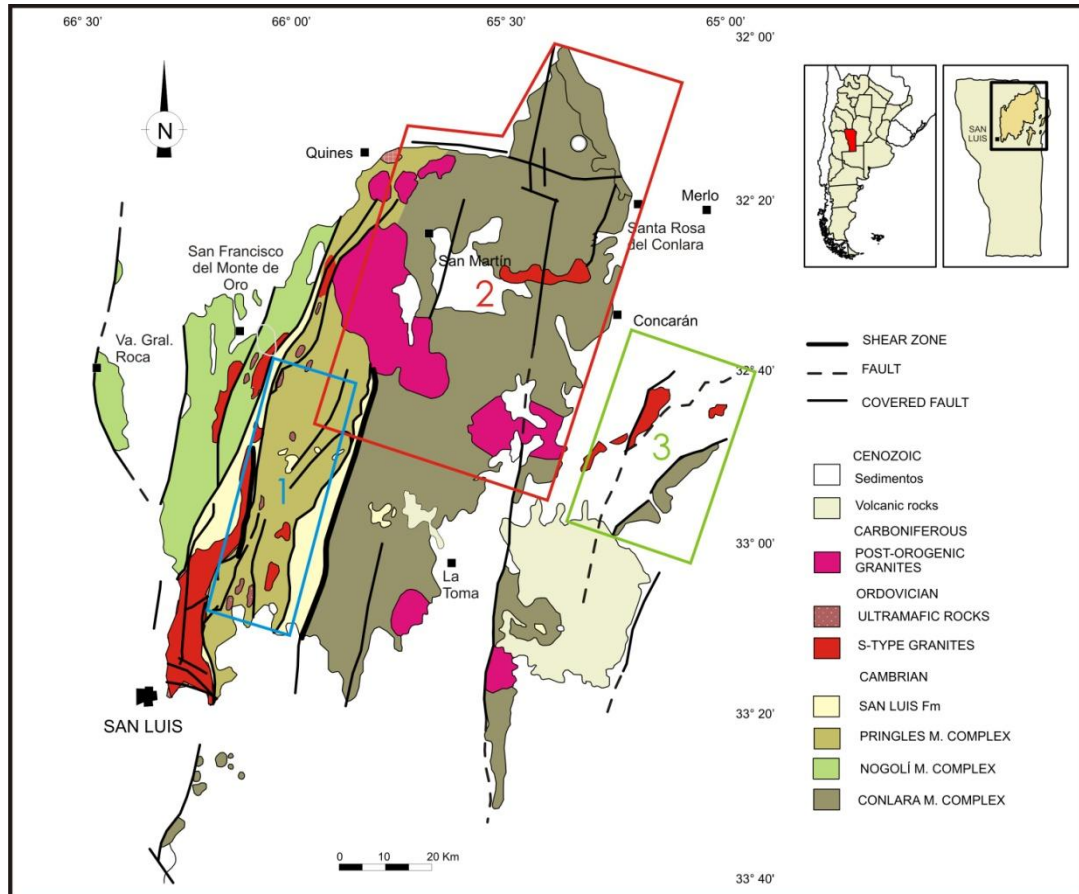 66° 30’
66° 00’
65° 30’
65° 00’
32° 00’
N
Quines
SAN
LUIS
Merlo
32° 20’
Santa Rosa
del Conlara
San Martín
San Francisco
del Monte de
Oro
2
Concarán
Va. Gral.
Roca
32° 40’
3
1
33° 00’
La
Toma
SAN LUIS
33° 20’
33° 40’
0 10 20 Km
SHEAR ZONE
FAULT
COVERED FAULT
CENOZOIC
Sedimentos
Volcanic rocks
CARBONIFEROUS
POST-OROGENIC
GRANITES
ORDOVICIAN
ULTRAMAFIC ROCKS
S-TYPE GRANITES
CAMBRIAN
SAN LUIS Fm
PRINGLES M. COMPLEX
NOGOLÍ M. COMPLEX
CONLARA M. COMPLEX